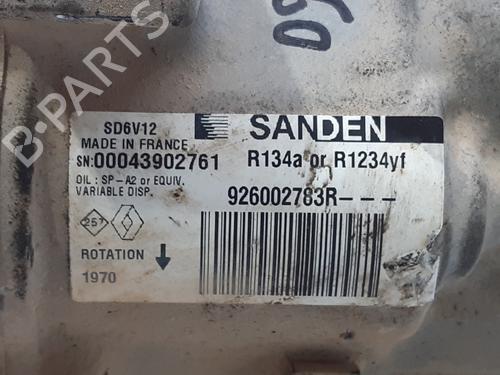 SD6V12
MADE IN FRANCE
SN:00043902761
OIL : SP-A2 or EQUIV.
VARIABLE DISP.
SANDEN
R134a or R1234yf
926002783R---
257
ROTATION
1970
B-PARTS